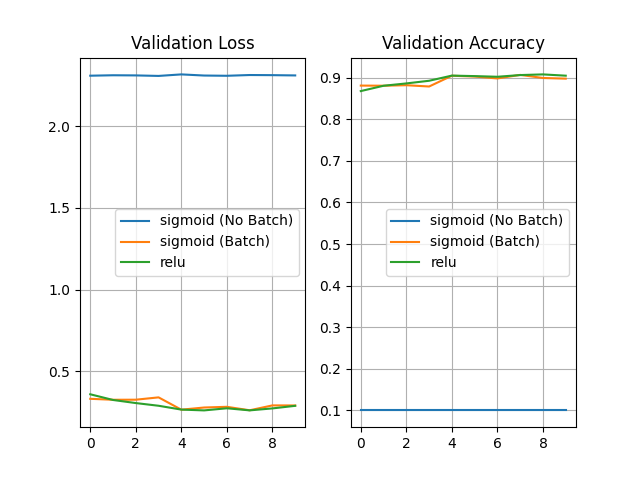 Validation Loss
2.0
1.5
1.0
0.5
0 2 4 6 8
sigmoid (No Batch)
sigmoid (Batch)
relu
Validation Accuracy
0.9
0.8
0.7
0.6
0.5
0.4
0.3
0.2
0.1
0 2 4 6 8
sigmoid (No Batch)
sigmoid (Batch)
relu